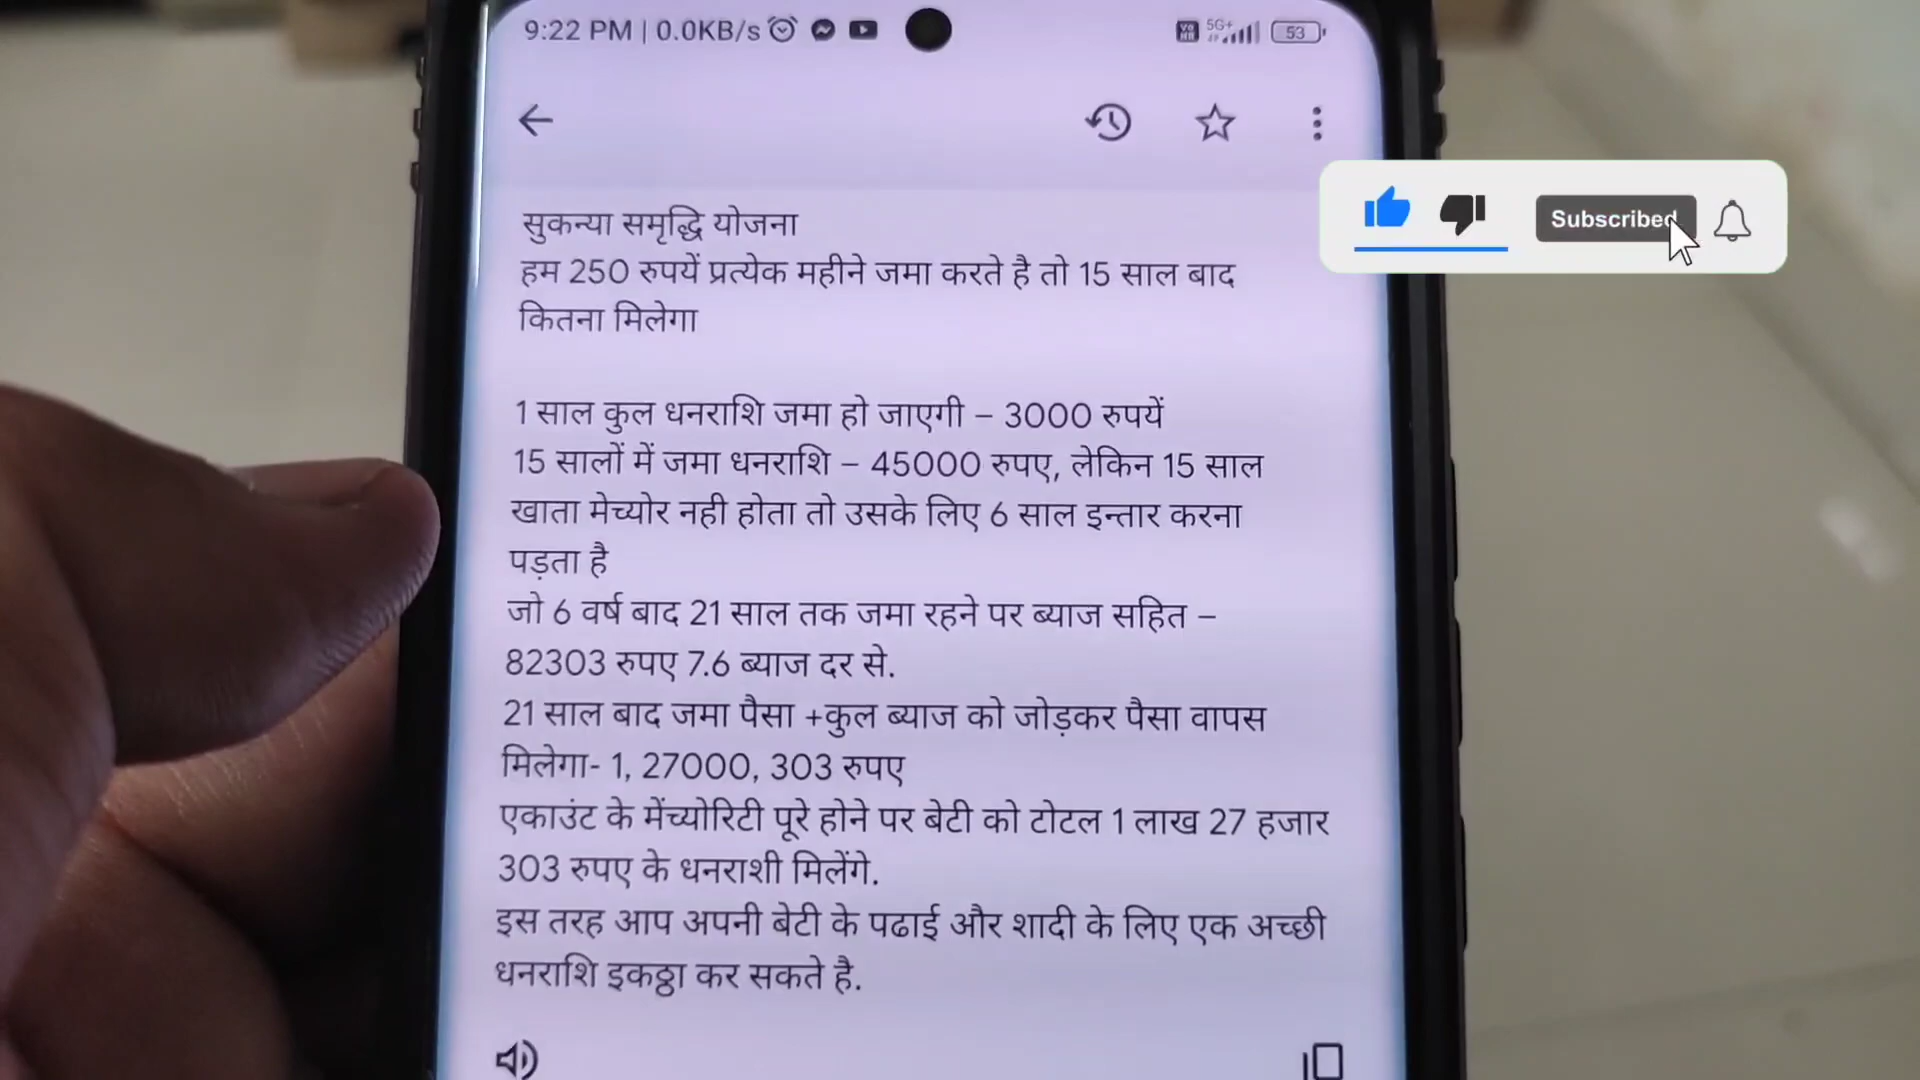 9:22 PM | 0.0KB/s
5G+
53
Subscribed
सुकन्या समृद्धि योजना
हम 250 रुपयें प्रत्येक महीने जमा करते है तो 15 साल बाद
कितना मिलेगा
1 साल कुल धनराशि जमा हो जाएगी – 3000 रुपयें
15 सालों में जमा धनराशि – 45000 रुपए, लेकिन 15 साल
खाता मेच्योर नही होता तो उसके लिए 6 साल इन्तार करना
पड़ता है
जो 6 वर्ष बाद 21 साल तक जमा रहने पर ब्याज सहित –
82303 रुपए 7.6 ब्याज दर से.
21 साल बाद जमा पैसा +कुल ब्याज को जोड़कर पैसा वापस
मिलेगा- 1, 27000, 303 रुपए
एकाउंट के मेंच्योरिटी पूरे होने पर बेटी को टोटल 1 लाख 27 हजार
303 रुपए के धनराशी मिलेंगे.
इस तरह आप अपनी बेटी के पढाई और शादी के लिए एक अच्छी
धनराशि इकठ्ठा कर सकते है.